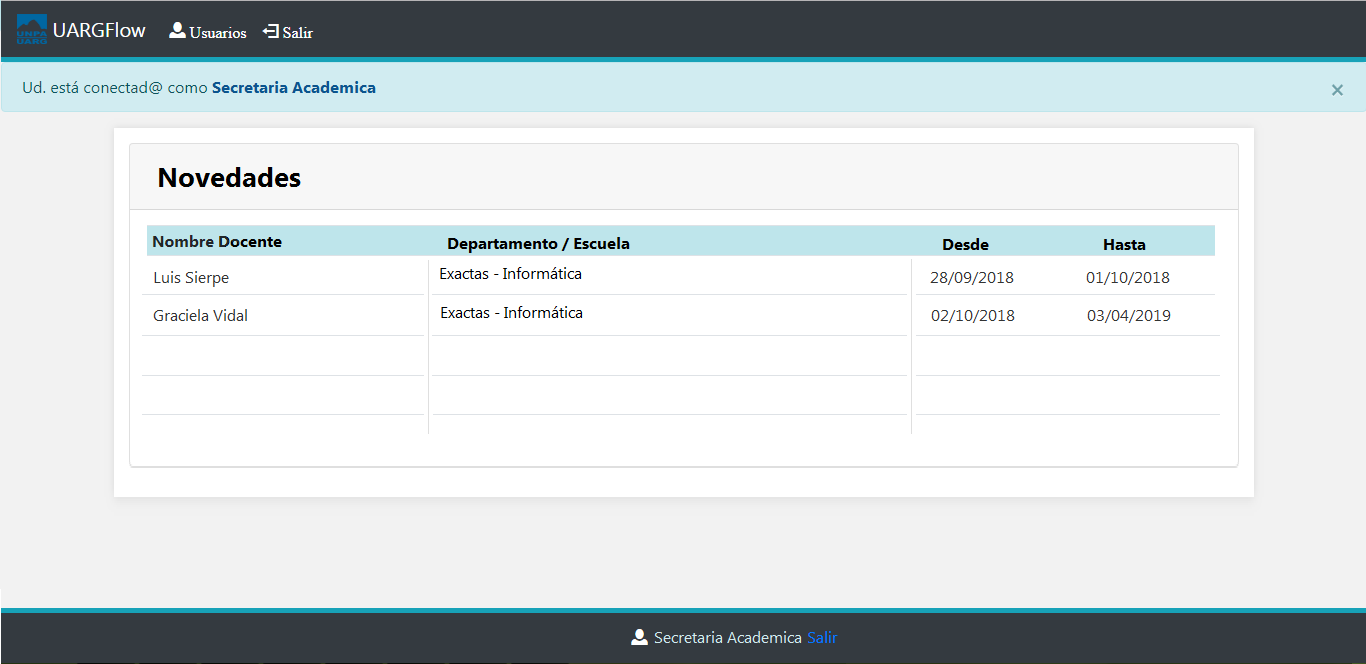 UNPA
UARG
UARGFlow Usuarios Salir
Ud. está conectad@ como Secretaria Academica ×
Novedades
Nombre Docente Departamento / Escuela Desde Hasta
Luis Sierpe Exactas - Informática 28/09/2018 01/10/2018
Graciela Vidal Exactas - Informática 02/10/2018 03/04/2019
Secretaria Academica Salir